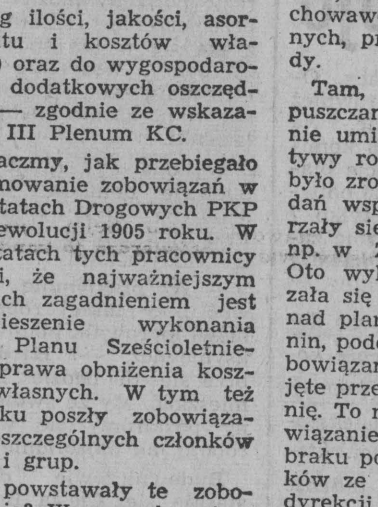 g ilości, jakości, asor-
tu i kosztów wła-
) oraz do wygospodaro-
dodatkowych oszczęd-
— zgodnie ze wskaza-
III Plenum KC.
aczmy, jak przebiegało
mowanie zobowiązań w
tatach Drogowych PKP
ewolucji 1905 roku. W
tatach tych pracownicy
i, że najważniejszym
ch zagadnieniem jest
ieszenie wykonania
Planu Sześcioletnie-
prawa obniżenia kosz-
własnych. W tym też
ku poszły zobowiąza-
szczególnych członków
i grup.
powstawały te zobo-
chowaw
nych, pr
dy.
Tam,
puszczan
nie umi
tywy ro
było zro
dań wsp
rzały się
np. w
Oto wyk
zała się
nad plan
nin, pode
bowiązan
jęte prze
nię. To n
wiązanie
braku po
ków ze
dyrekcji